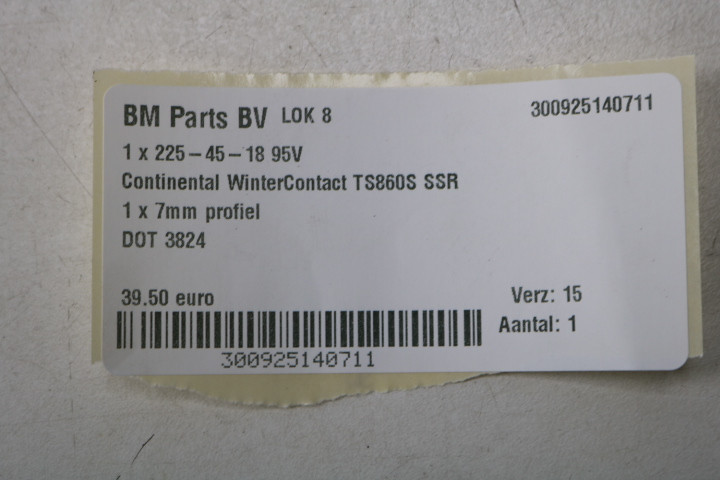 BM Parts BV LOK 8 300925140711
1 x 225-45-18 95V
Continental WinterContact TS860S SSR
1 x 7mm profiel
DOT 3824
39.50 euro Verz: 15
Aantal: 1
300925140711